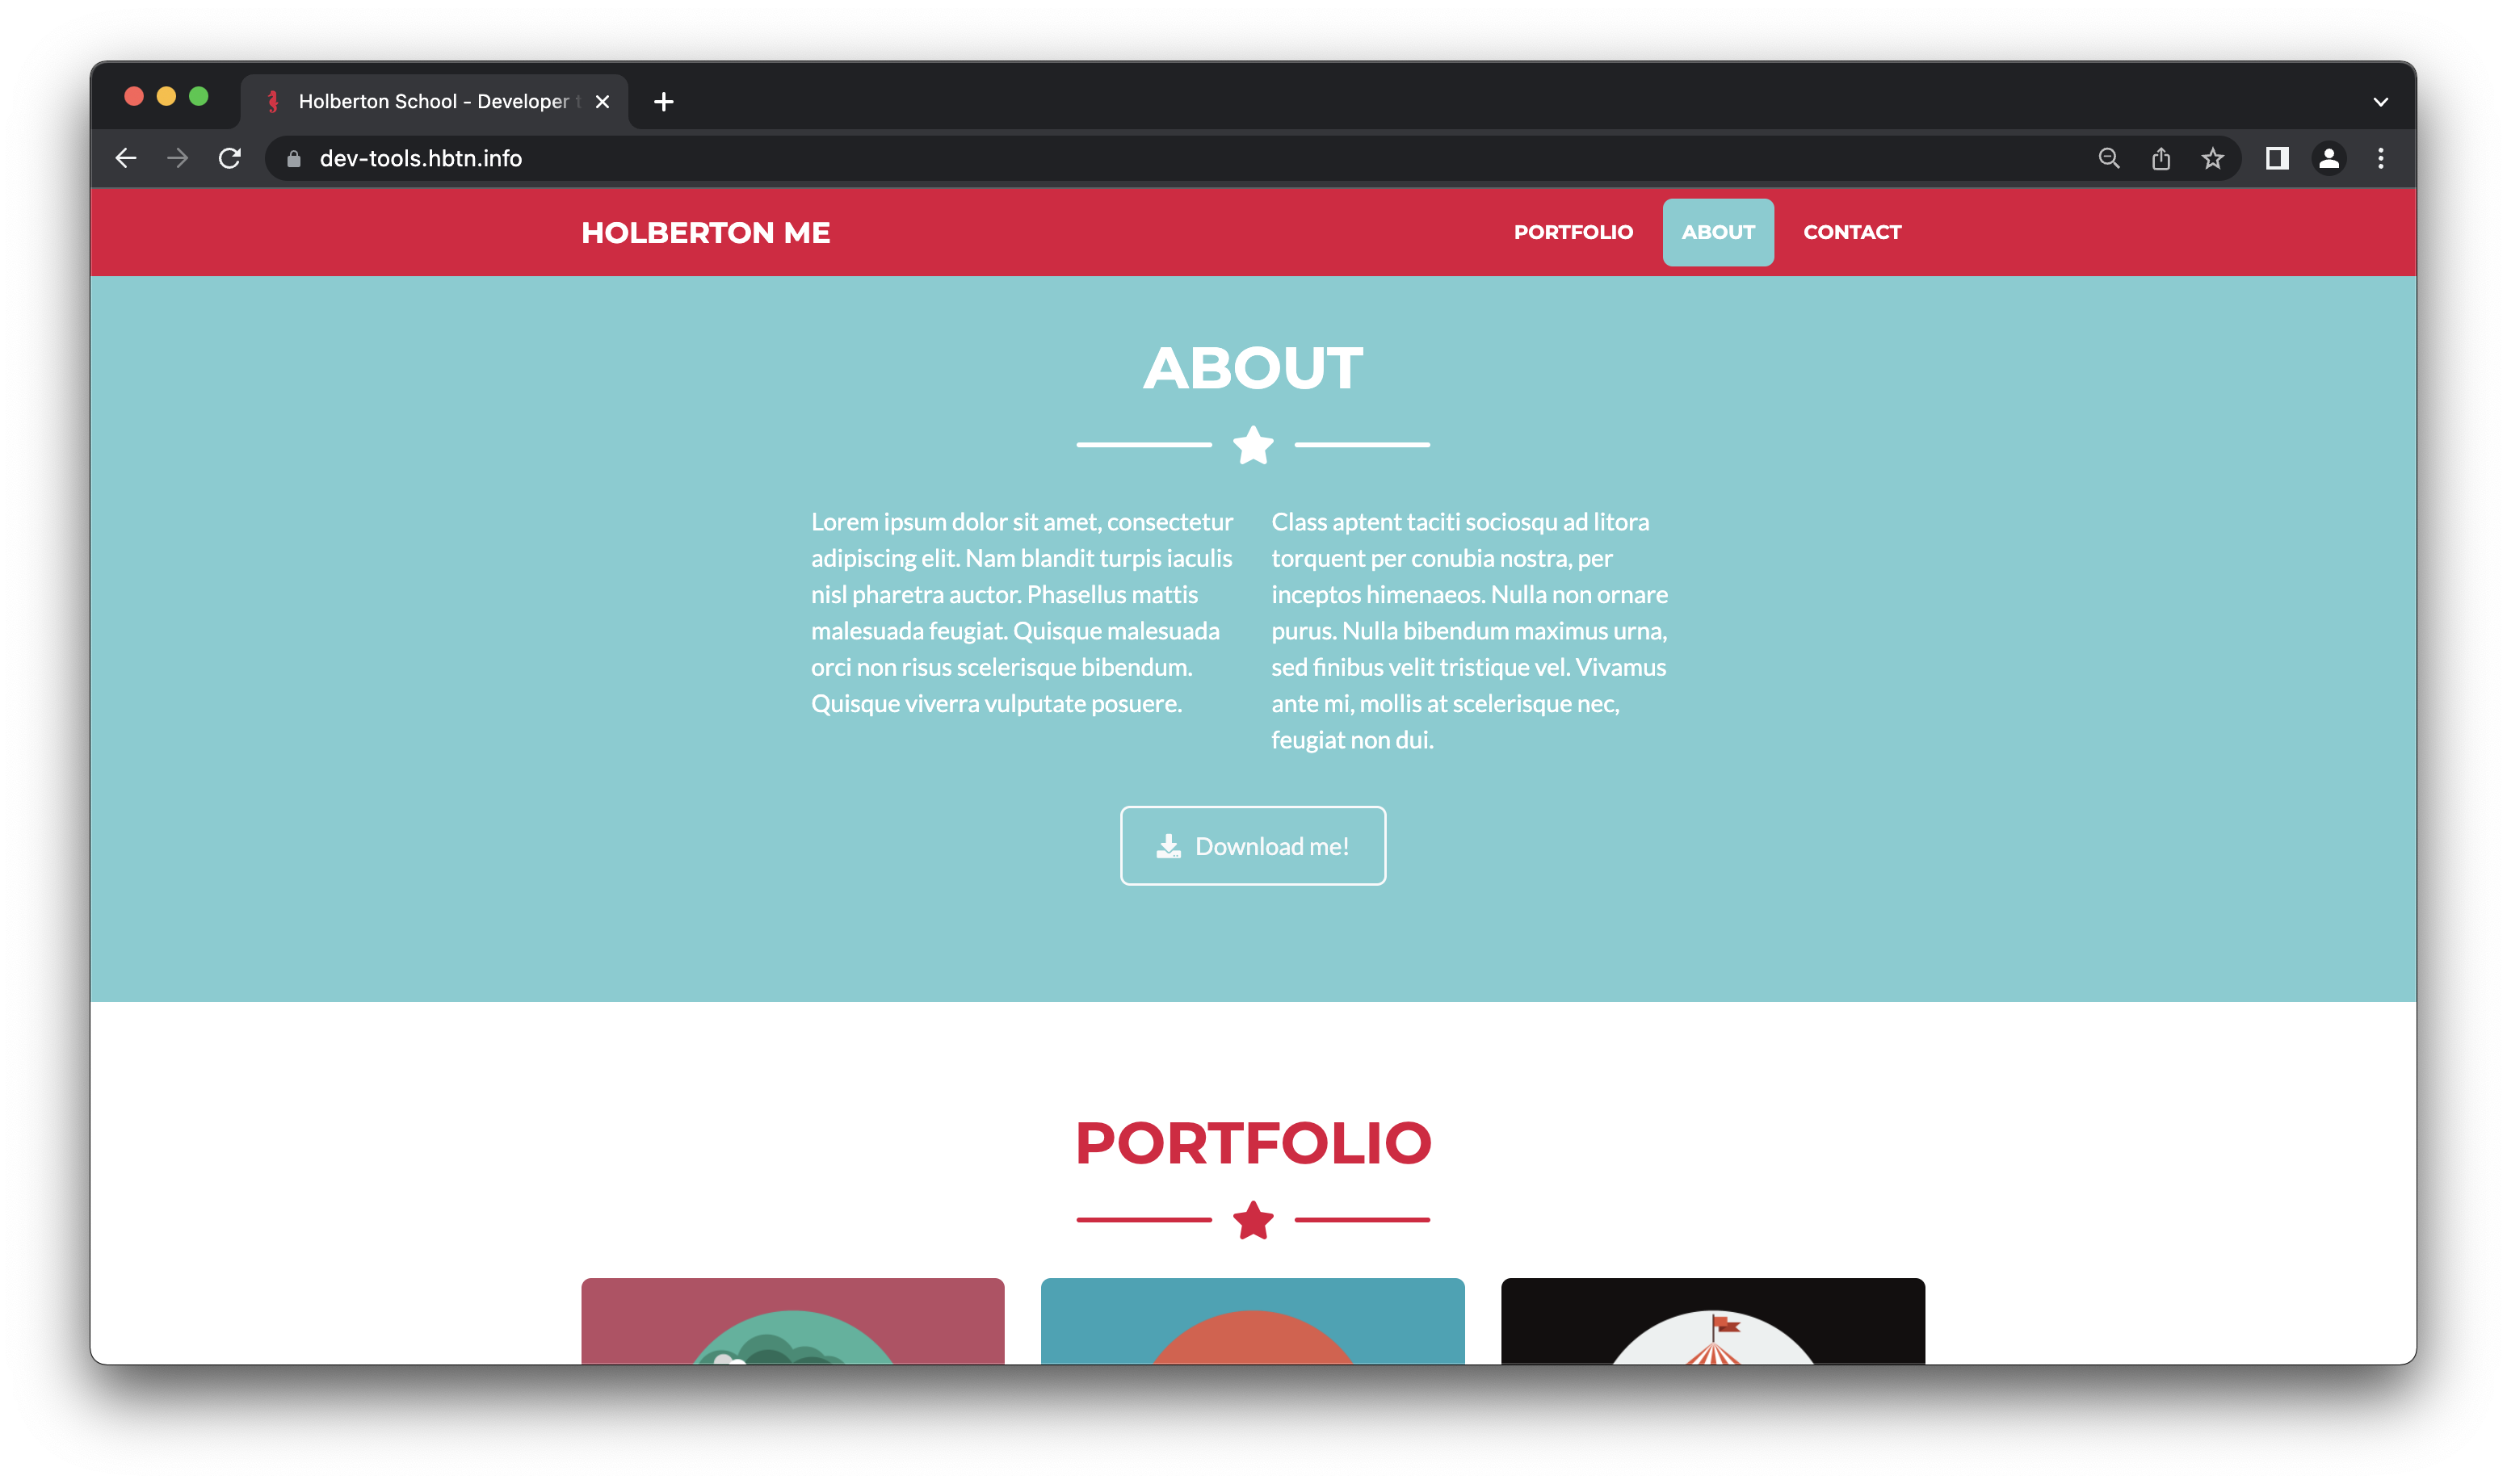 Holberton School - Developer t
dev-tools.hbtn.info
HOLBERTON ME
PORTFOLIO
ABOUT
CONTACT
ABOUT
Lorem ipsum dolor sit amet, consectetur
adipiscing elit. Nam blandit turpis iaculis
nisl pharetra auctor. Phasellus mattis
malesuada feugiat. Quisque malesuada
orci non risus scelerisque bibendum.
Quisque viverra vulputate posuere.
Class aptent taciti sociosqu ad litora
torquent per conubia nostra, per
inceptos himenaeos. Nulla non ornare
purus. Nulla bibendum maximus urna,
sed finibus velit tristique vel. Vivamus
ante mi, mollis at scelerisque nec,
feugiat non dui.
Download me!
PORTFOLIO